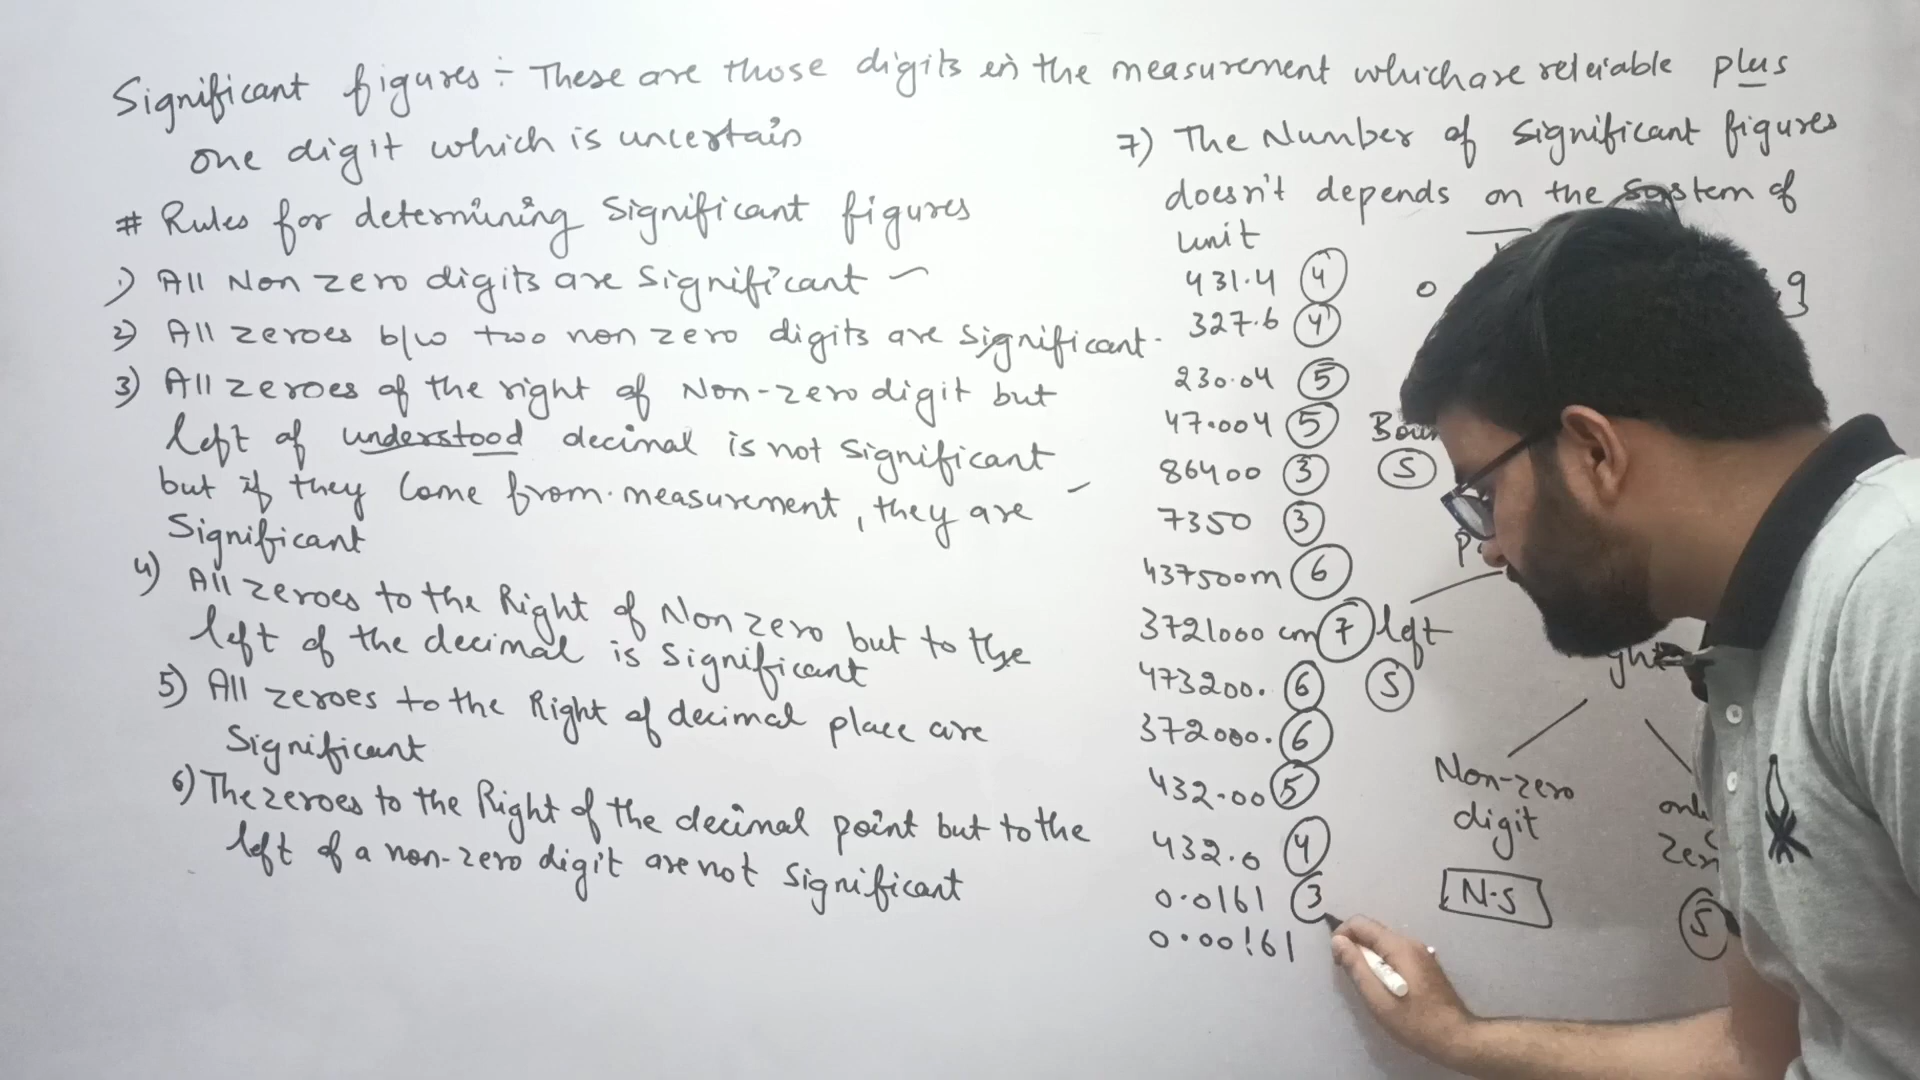 Significant figures :- These are those digits in the measurement which are releiable plus
one digit which is uncertain
# Rules for determining Significant figures
1) All Non zero digits are Significant
2) All zeroes b/w two non zero digits are Significant.
3) All zeroes of the right of Non-zero digit but
left of understood decimal is not Significant
but if they Come from measurement, they are
Significant
4) All zeroes to the Right of Non zero but to the
left of the decimal is Significant
5) All zeroes to the Right of decimal place are
Significant
6) The zeroes to the Right of the decimal point but to the
left of a non-zero digit are not Significant
7) The Number of Significant figures
doesn't depends on the System of
unit
431.4 4
327.6 4
230.04 5
47.004 5
86400 3
7350 3
437500m 6
3721000 cm 7
473200. 6
372000. 6
432.00 5
432.0 4
0.0161 3
0.00161
S
left
S
Non-zero
digit
N.S
S